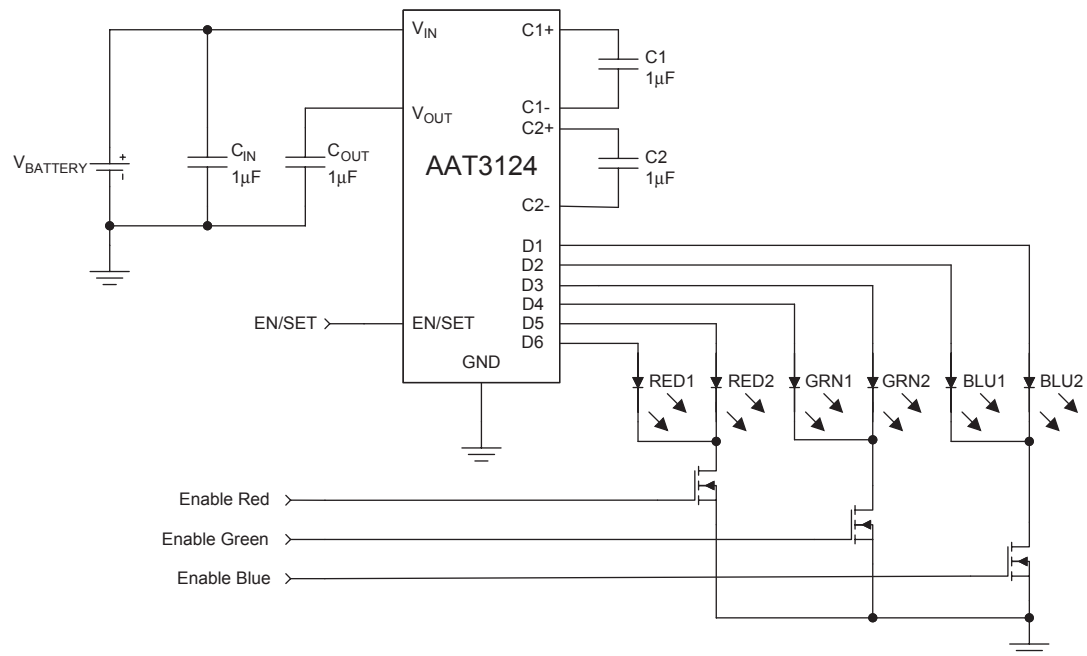 V_IN
C1+
C1
1μF
C1-
V_OUT
C2+
V_BATTERY
+
-
C_IN
1μF
C_OUT
1μF
AAT3124
C2
1μF
C2-
D1
D2
D3
D4
EN/SET
EN/SET
D5
D6
GND
RED1
RED2
GRN1
GRN2
BLU1
BLU2
Enable Red
Enable Green
Enable Blue